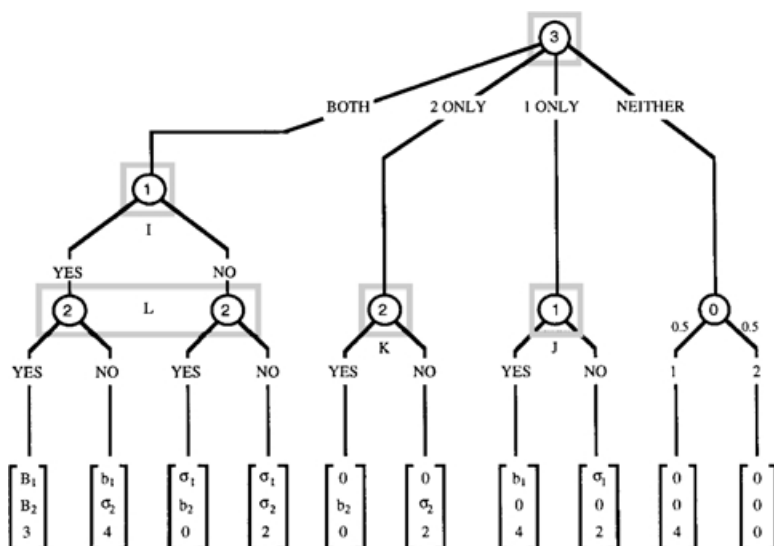 3
BOTH 2 ONLY 1 ONLY NEITHER
1
I
YES NO
2 L 2 2 1 0
K J 0.5 0.5
YES NO YES NO YES NO YES NO 1 2
B₁ b₁ σ₁ σ₁ 0 0 b₁ σ₁ 0 0
B₂ σ₂ b₂ σ₂ b₂ σ₂ 0 0 0 0
3 4 0 2 0 2 4 2 4 0